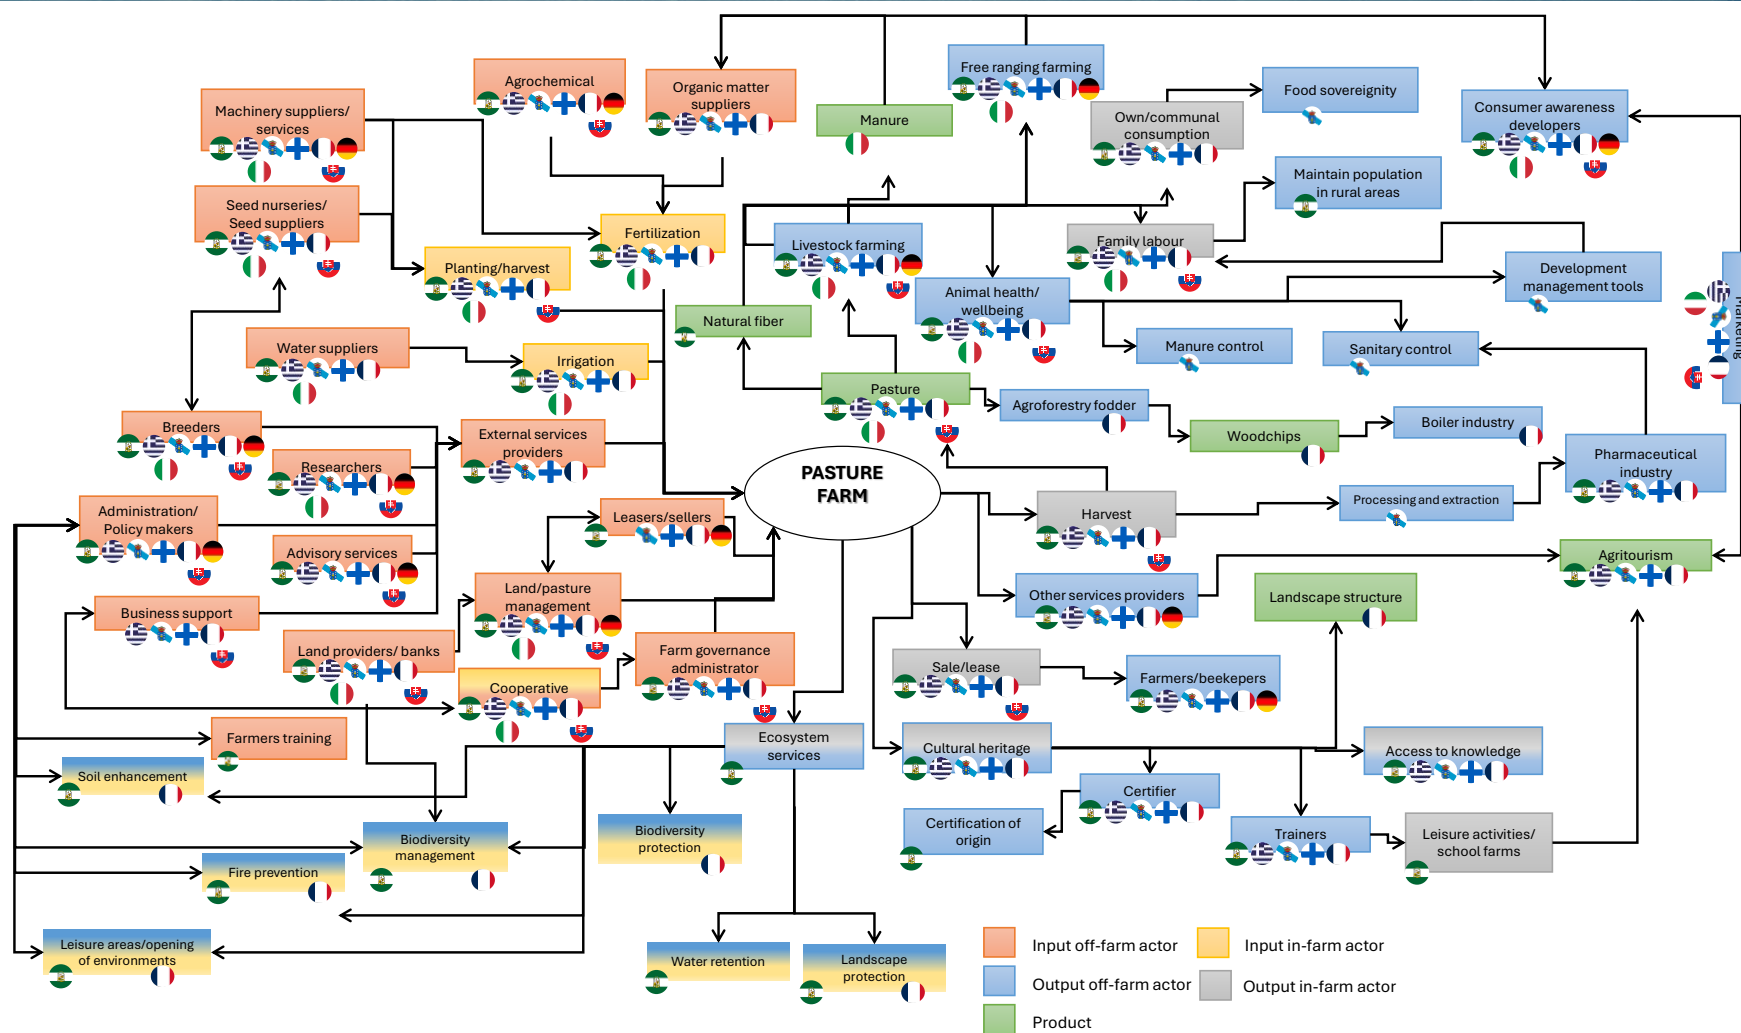 Agrochemical
Organic matter
suppliers
Free ranging farming
Food sovereignity
Machinery suppliers/
services
Manure
Own/communal
consumption
Consumer awareness
developers
Maintain population
in rural areas
Seed nurseries/
Seed suppliers
Fertilization
Livestock farming
Family labour
Planting/harvest
Development
management tools
Animal health/
wellbeing
Natural fiber
Marketing
Water suppliers
Irrigation
Manure control
Sanitary control
Pasture
Agroforestry fodder
Breeders
External services
providers
Woodchips
Boiler industry
Researchers
PASTURE
FARM
Pharmaceutical
industry
Administration/
Policy makers
Leasers/sellers
Harvest
Processing and extraction
Advisory services
Agritourism
Land/pasture
management
Other services providers
Landscape structure
Business support
Land providers/ banks
Farm governance
administrator
Sale/lease
Farmers/beekepers
Cooperative
Farmers training
Ecosystem
services
Cultural heritage
Access to knowledge
Soil enhancement
Certifier
Biodiversity
management
Biodiversity
protection
Certification of
origin
Trainers
Leisure activities/
school farms
Fire prevention
Leisure areas/opening
of environments
Water retention
Landscape
protection
Input off-farm actor
Input in-farm actor
Output off-farm actor
Output in-farm actor
Product